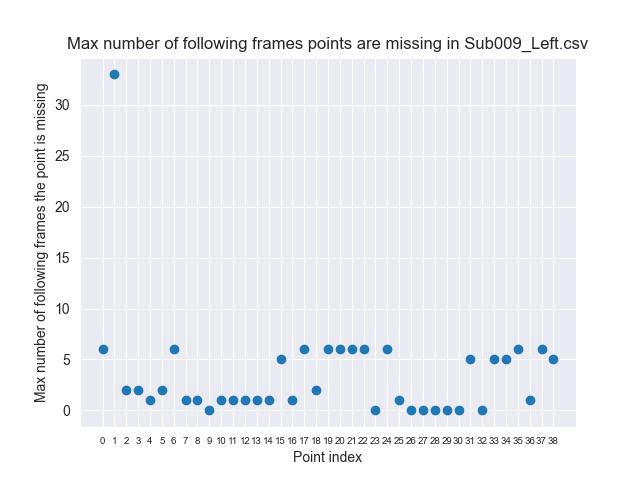 Max number of following frames points are missing in Sub009_Left.csv
Max number of following frames the point is missing
30
25
20
15
10
5
0
0 1 2 3 4 5 6 7 8 9 10 11 12 13 14 15 16 17 18 19 20 21 22 23 24 25 26 27 28 29 30 31 32 33 34 35 36 37 38
Point index